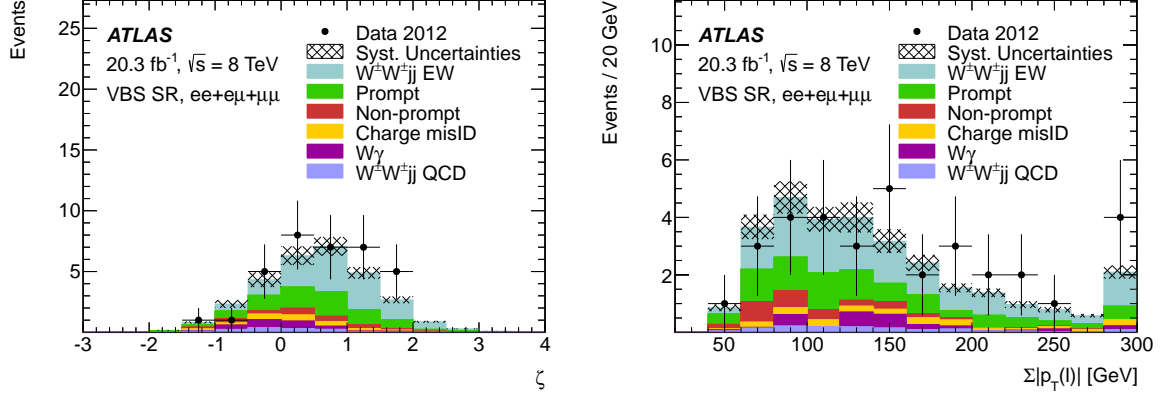 Events
25
20
15
10
5
ATLAS
20.3 fb-1, √s = 8 TeV
VBS SR, ee+eμ+μμ
Data 2012
Syst. Uncertainties
W±W±jj EW
Prompt
Non-prompt
Charge misID
Wγ
W±W±jj QCD
-3 -2 -1 0 1 2 3 4
ζ
Events / 20 GeV
10
8
6
4
2
ATLAS
20.3 fb-1, √s = 8 TeV
VBS SR, ee+eμ+μμ
Data 2012
Syst. Uncertainties
W±W±jj EW
Prompt
Non-prompt
Charge misID
Wγ
W±W±jj QCD
50 100 150 200 250 300
Σ|pT(l)| [GeV]